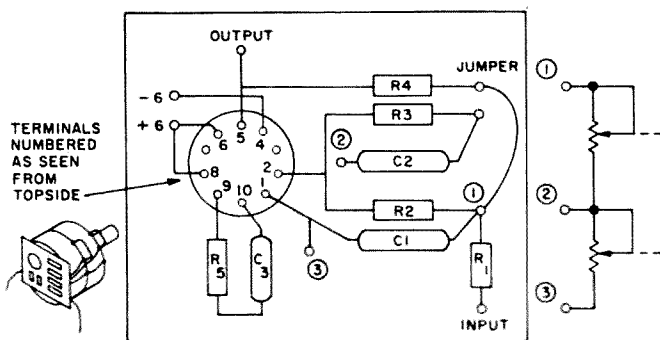 OUTPUT
JUMPER
R4
R3
- 6
+ 6
TERMINALS
NUMBERED
AS SEEN
FROM
TOPSIDE
6
5
4
2
8
9
10
1
②
C2
①
R2
C1
③
R5
C3
R1
INPUT
①
②
③